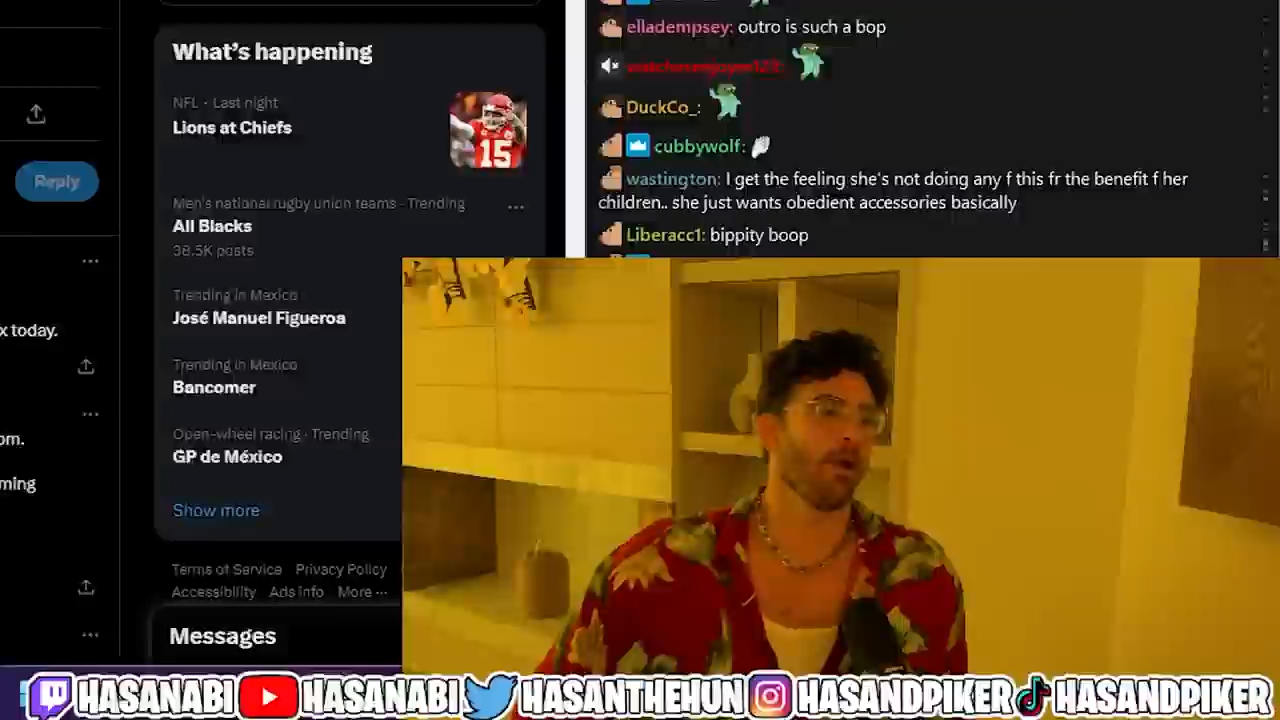 What's happening
NFL · Last night
Lions at Chiefs
15
Reply
Men's national rugby union teams · Trending
All Blacks
38.5K posts
Trending in Mexico
José Manuel Figueroa
x today.
Trending in Mexico
Bancomer
om.
Open-wheel racing · Trending
GP de México
ming
Show more
Terms of Service Privacy Policy
Accessibility Ads info More ...
Messages
elladempsey: outro is such a bop
DuckCo_:
cubbywolf:
wastington: I get the feeling she's not doing any f this fr the benefit f her
children.. she just wants obedient accessories basically
Liberacc1: bippity boop
HASANABI HASANABI HASANTHEHUN HASANDPIKER HASANDPIKER